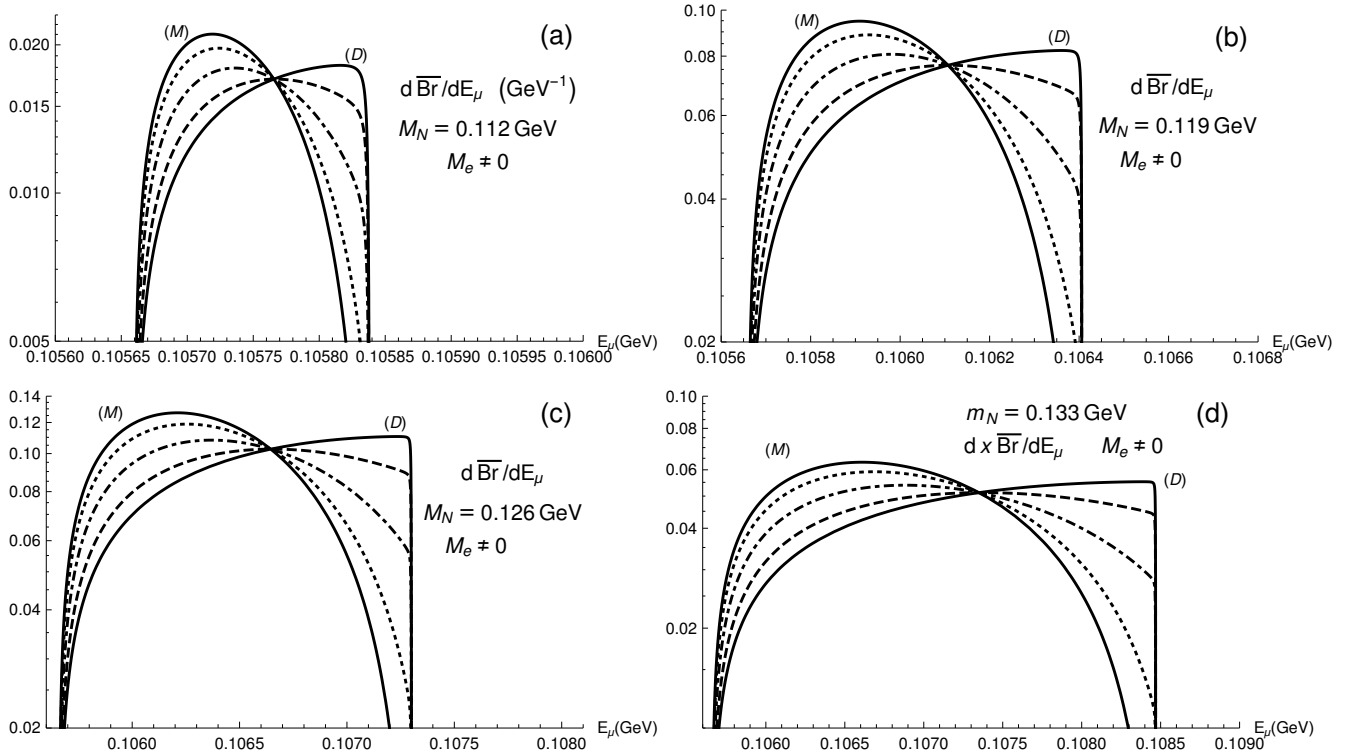 (a)
(M)
(D)
0.020
0.015
0.010
0.005
d B̅r̅/dE_μ (GeV⁻¹)
M_N = 0.112 GeV
M_e ≠ 0
0.10560 0.10565 0.10570 0.10575 0.10580 0.10585 0.10590 0.10595 0.10600
E_μ(GeV)
(b)
(M)
(D)
0.10
0.08
0.06
0.04
0.02
d B̅r̅/dE_μ
M_N = 0.119 GeV
M_e ≠ 0
0.1056 0.1058 0.1060 0.1062 0.1064 0.1066 0.1068
E_μ(GeV)
(c)
(M)
(D)
0.14
0.12
0.10
0.08
0.06
0.04
0.02
d B̅r̅/dE_μ
M_N = 0.126 GeV
M_e ≠ 0
0.1060 0.1065 0.1070 0.1075 0.1080
E_μ(GeV)
(d)
m_N = 0.133 GeV
d x B̅r̅/dE_μ M_e ≠ 0
(M)
(D)
0.10
0.08
0.06
0.04
0.02
0.1060 0.1065 0.1070 0.1075 0.1080 0.1085 0.1090
E_μ(GeV)